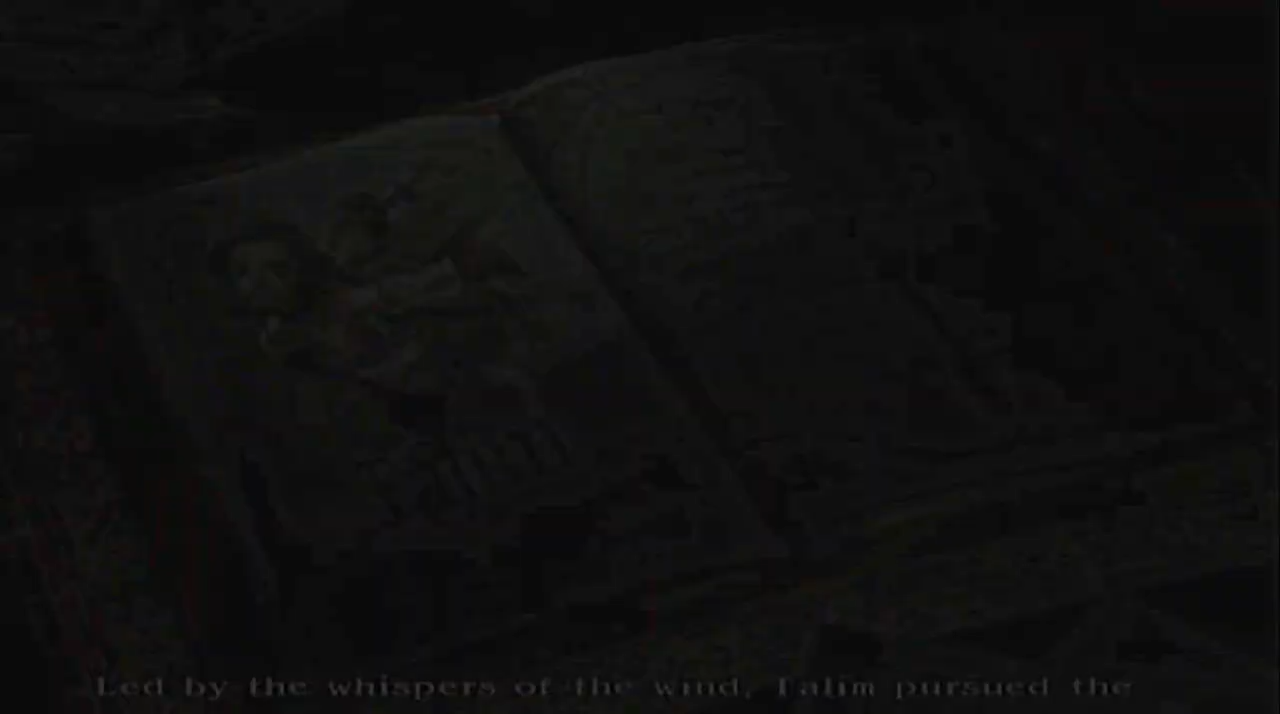 Led by the whispers of the wind, Talim pursued the